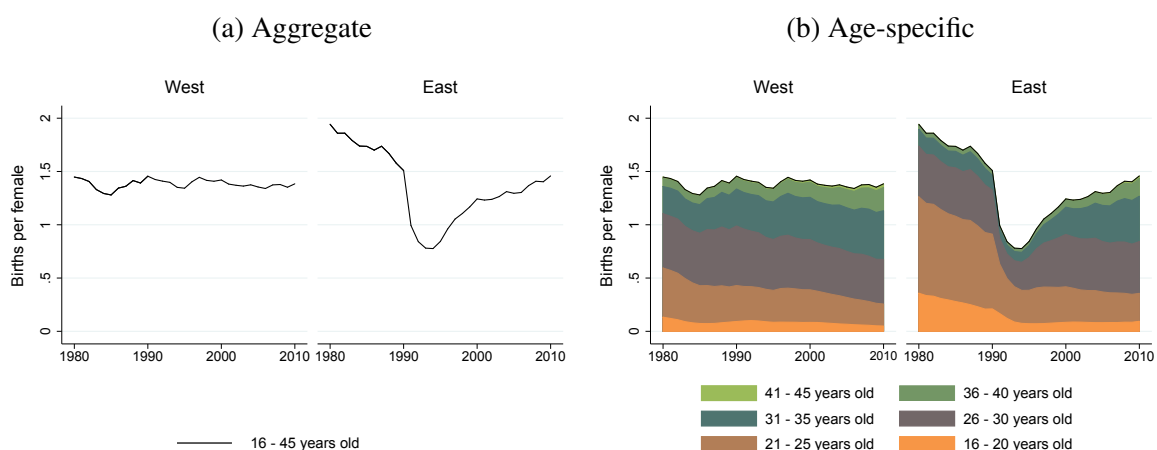 (a) Aggregate
(b) Age-specific
West
East
West
East
Births per female
2
1.5
1
.5
0
1980
1990
2000
2010
1980
1990
2000
2010
Births per female
2
1.5
1
.5
0
1980
1990
2000
2010
1980
1990
2000
2010
16 - 45 years old
41 - 45 years old
36 - 40 years old
31 - 35 years old
26 - 30 years old
21 - 25 years old
16 - 20 years old